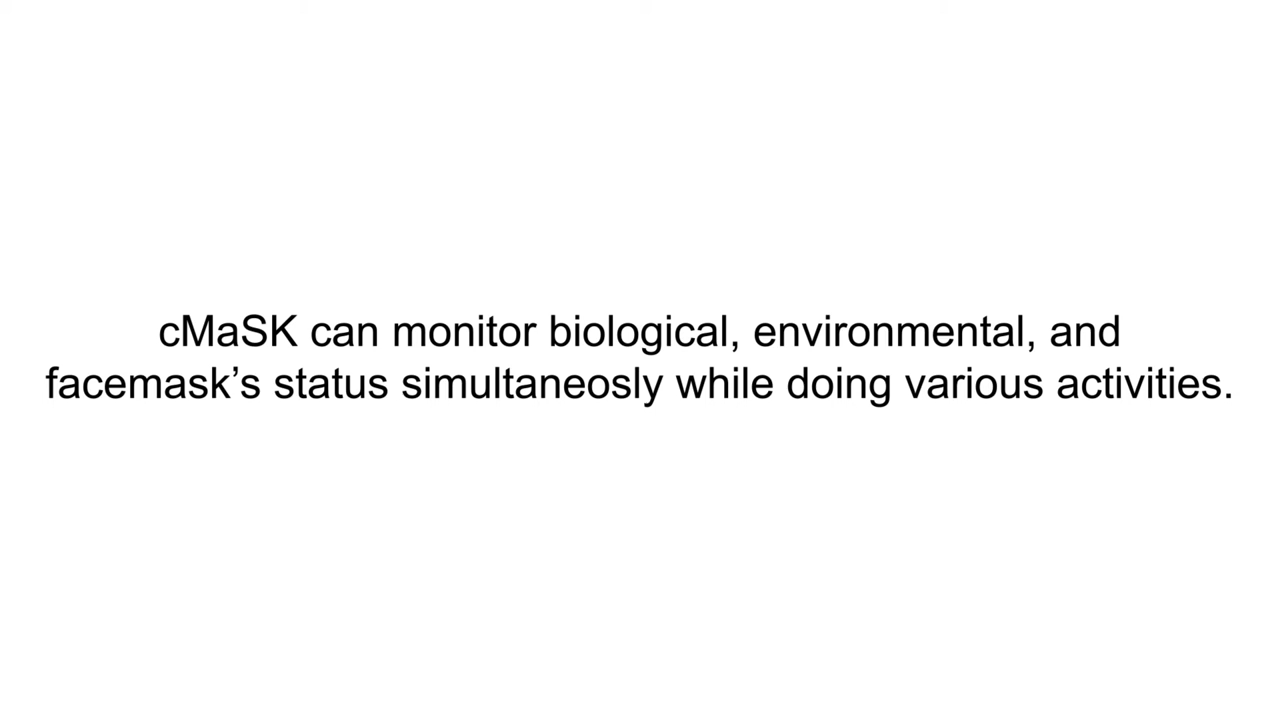 cMaSK can monitor biological, environmental, and
facemask’s status simultaneosly while doing various activities.